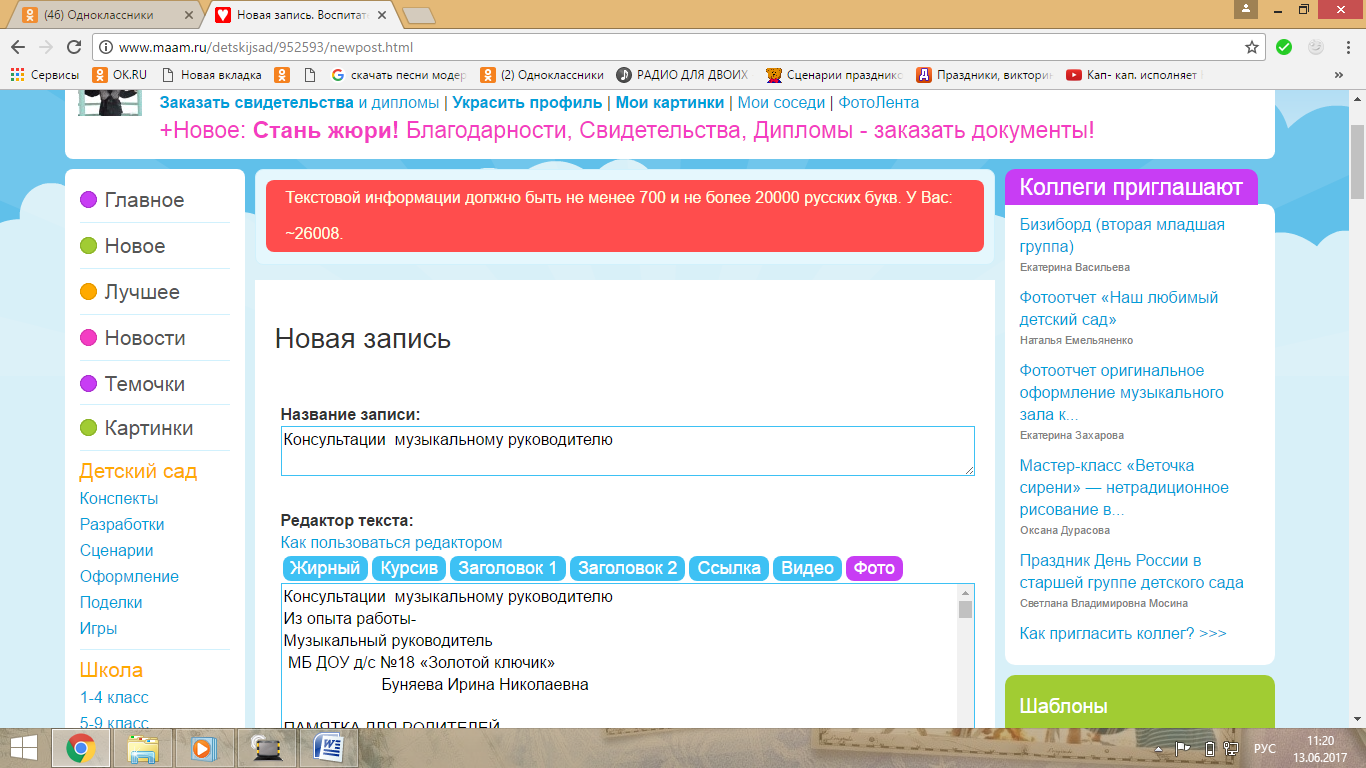 (46) Одноклассники
Новая запись. Воспитате
www.maam.ru/detskijsad/952593/newpost.html
Сервисы
OK.RU
Новая вкладка
скачать песни модер
(2) Одноклассники
РАДИО ДЛЯ ДВОИХ
Сценарии празднико
Праздники, виктори
Кап- кап. исполняет
»
Заказать свидетельства и дипломы | Украсить профиль | Мои картинки | Мои соседи | ФотоЛента
+Новое: Стань жюри! Благодарности, Свидетельства, Дипломы - заказать документы!
Главное
Новое
Лучшее
Новости
Темочки
Картинки
Детский сад
Конспекты
Разработки
Сценарии
Оформление
Поделки
Игры
Школа
1-4 класс
5-9 класс
Текстовой информации должно быть не менее 700 и не более 20000 русских букв. У Вас:
~26008.
Новая запись
Название записи:
Консультации  музыкальному руководителю
Редактор текста:
Как пользоваться редактором
Жирный
Курсив
Заголовок 1
Заголовок 2
Ссылка
Видео
Фото
Консультации  музыкальному руководителю
Из опыта работы-
Музыкальный руководитель
МБ ДОУ д/с №18 «Золотой ключик»
Буняева Ирина Николаевна
ПАМЯТКА ДЛЯ РОДИТЕЛЕЙ
Коллеги приглашают
Бизиборд (вторая младшая
группа)
Екатерина Васильева
Фотоотчет «Наш любимый
детский сад»
Наталья Емельяненко
Фотоотчет оригинальное
оформление музыкального
зала к...
Екатерина Захарова
Мастер-класс «Веточка
сирени» — нетрадиционное
рисование в...
Оксана Дурасова
Праздник День России в
старшей группе детского сада
Светлана Владимировна Мосина
Как пригласить коллег? >>>
Шаблоны
РУС
11:20
13.06.2017